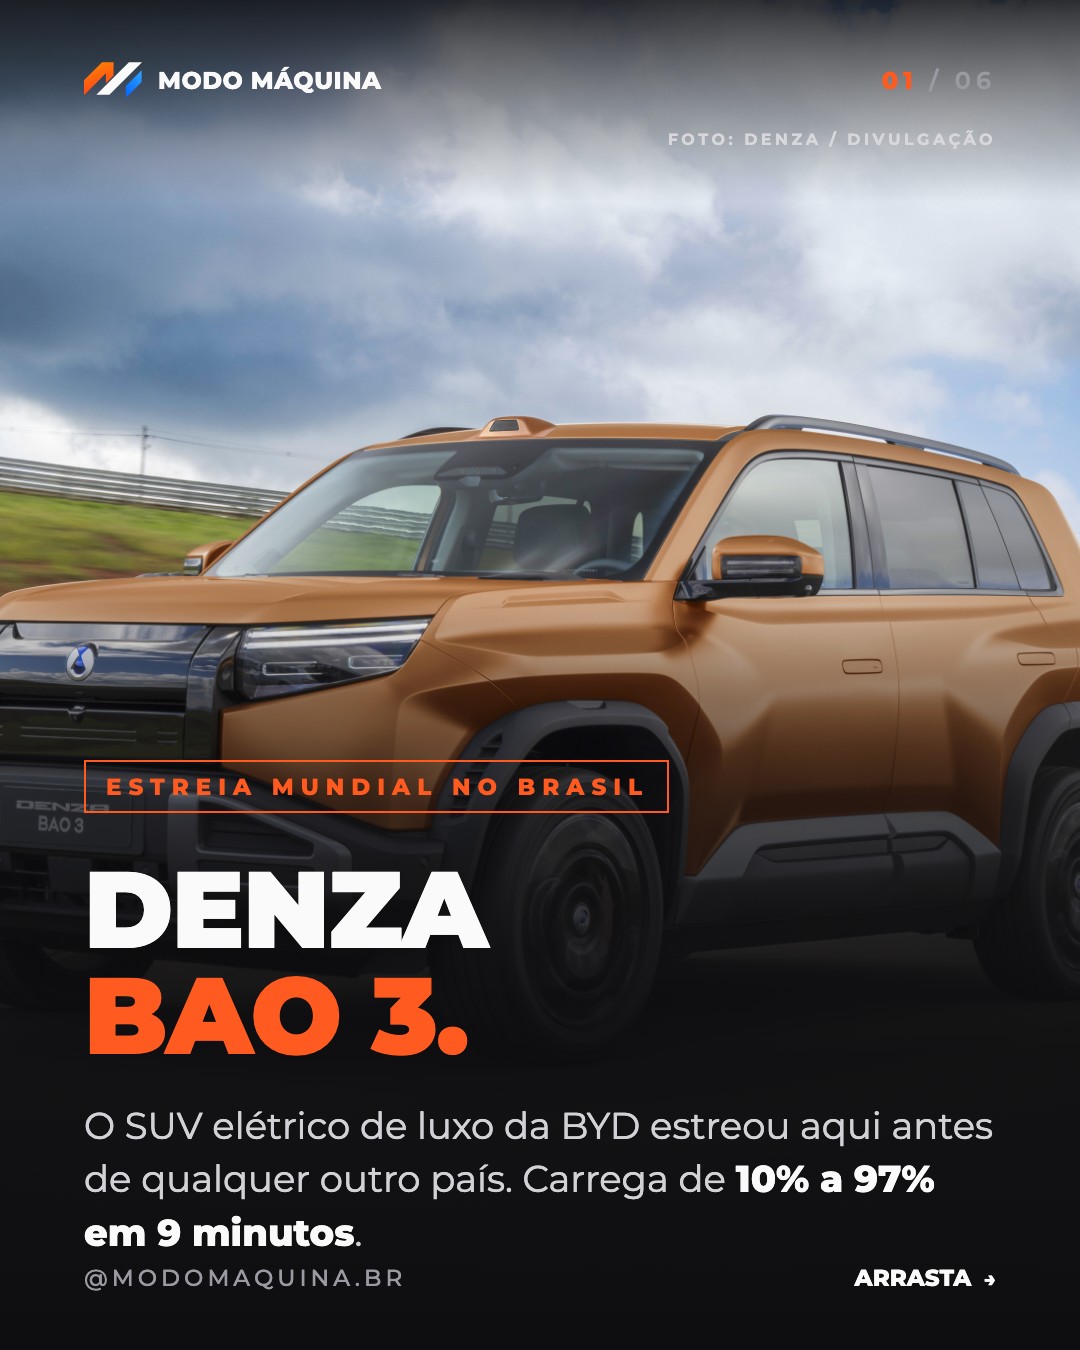 MODO MÁQUINA
01 / 06
FOTO: DENZA / DIVULGAÇÃO
ESTREIA MUNDIAL NO BRASIL
DENZA
BAO 3
DENZA
BAO 3.
O SUV elétrico de luxo da BYD estreou aqui antes
de qualquer outro país. Carrega de 10% a 97%
em 9 minutos.
@MODOMAQUINA.BR
ARRASTA →